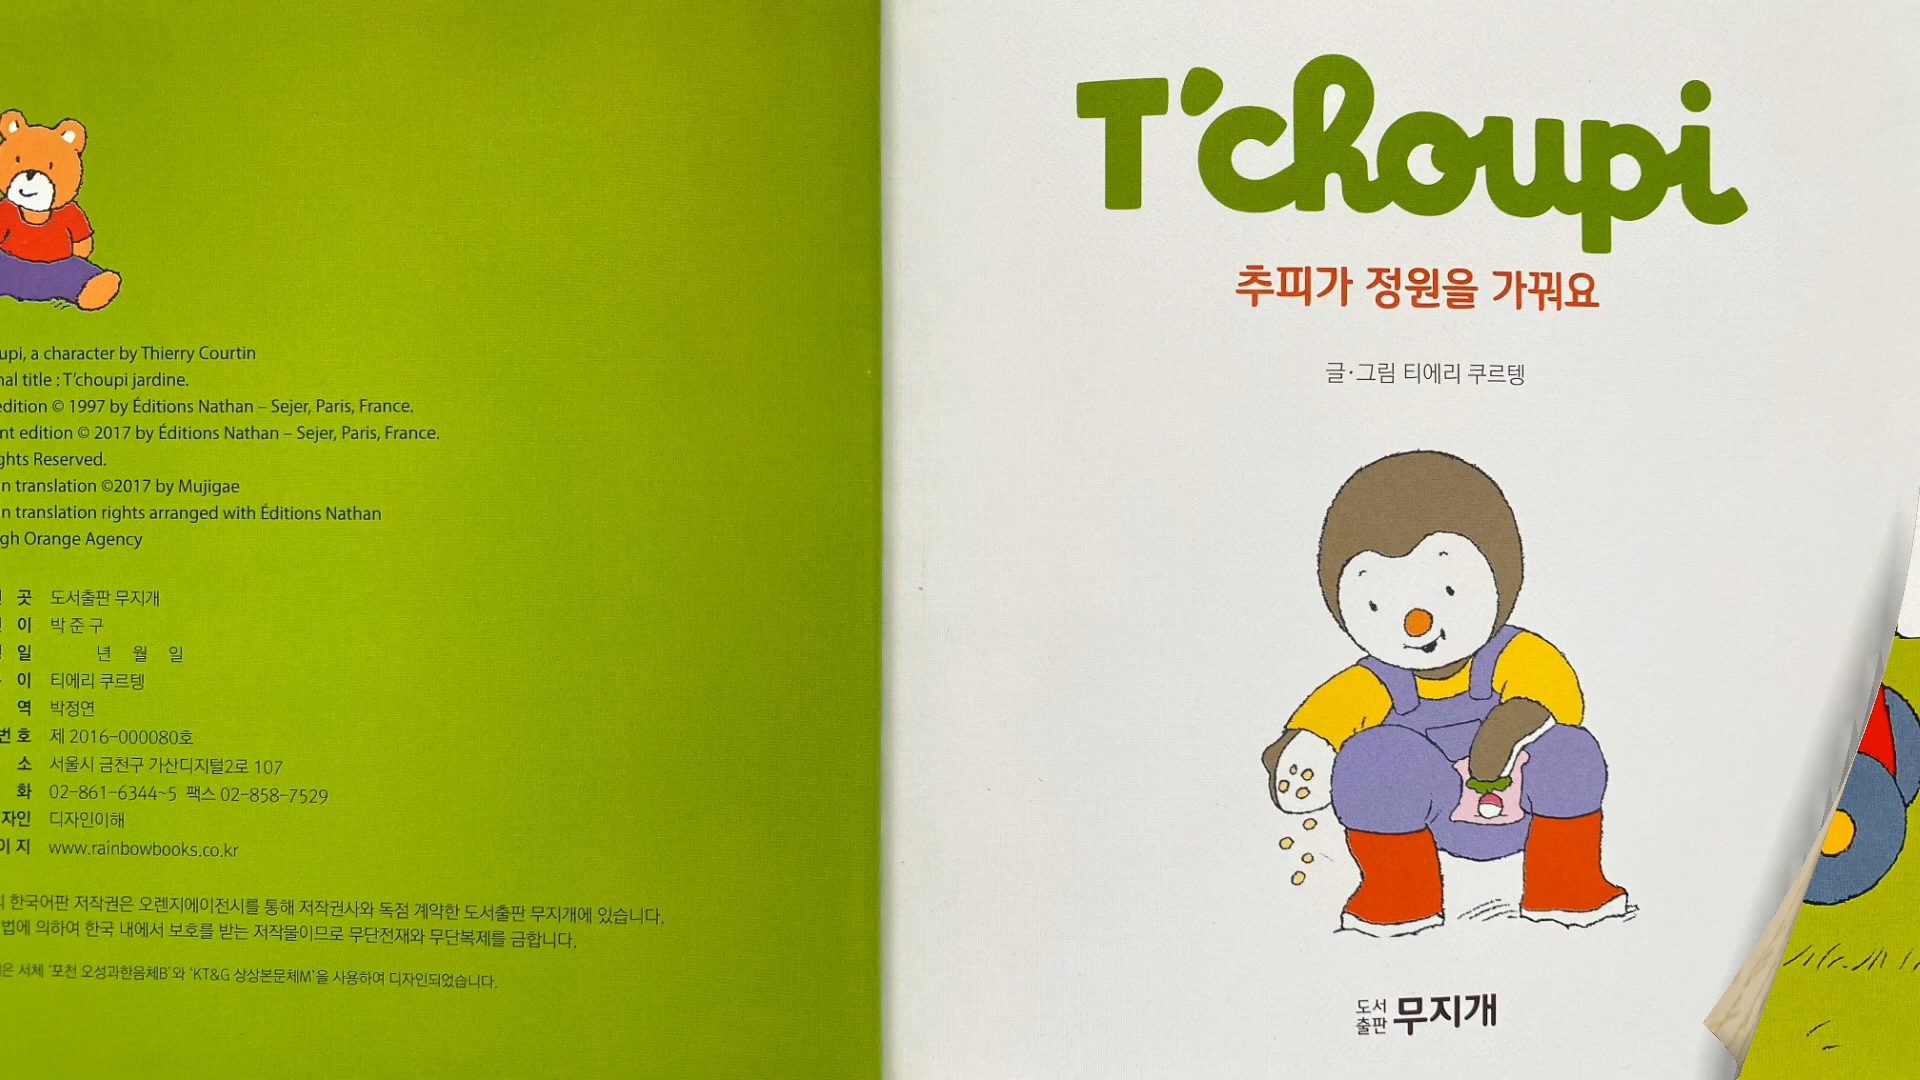 upi, a character by Thierry Courtin
nal title : T'choupi jardine.
edition © 1997 by Éditions Nathan – Sejer, Paris, France.
nt edition © 2017 by Éditions Nathan – Sejer, Paris, France.
ghts Reserved.
n translation ©2017 by Mujigae
n translation rights arranged with Éditions Nathan
gh Orange Agency
곳 도서출판 무지개
이 박 준 구
일 년 월 일
이 티에리 쿠르텡
역 박정연
번 호 제 2016-000080호
소 서울시 금천구 가산디지털2로 107
화 02-861-6344~5 팩스 02-858-7529
자인 디자인이해
이 지 www.rainbowbooks.co.kr
한국어판 저작권은 오렌지에이전시를 통해 저작권사와 독점 계약한 도서출판 무지개에 있습니다.
법에 의하여 한국 내에서 보호를 받는 저작물이므로 무단전재와 무단복제를 금합니다.
은 서체 '포천 오성과한음체B'와 'KT&G 상상본문체M'을 사용하여 디자인되었습니다.
T'choupi
추피가 정원을 가꿔요
글·그림 티에리 쿠르텡
도서출판 무지개